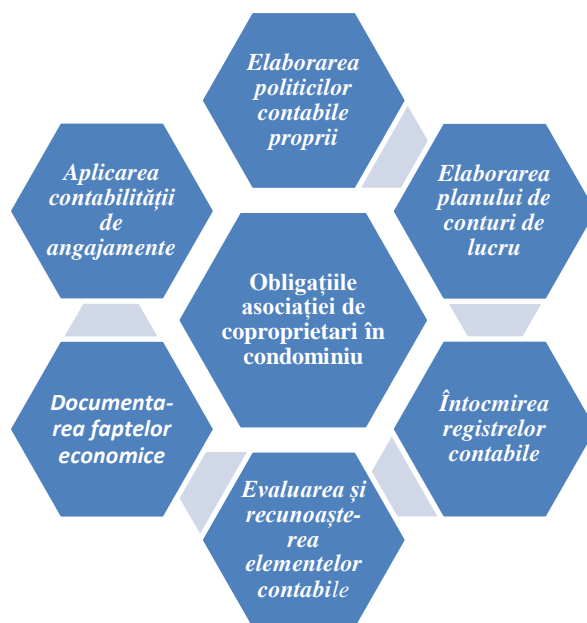 Elaborarea
politicilor
contabile
proprii
Elaborarea
planului de
conturi de
lucru
Întocmirea
registrelor
contabile
Evaluarea și
recunoaște-
rea
elementelor
contabile
Documenta-
rea faptelor
economice
Aplicarea
contabilității
de
angajamente
Obligațiile
asociației de
coproprietari în
condominiu